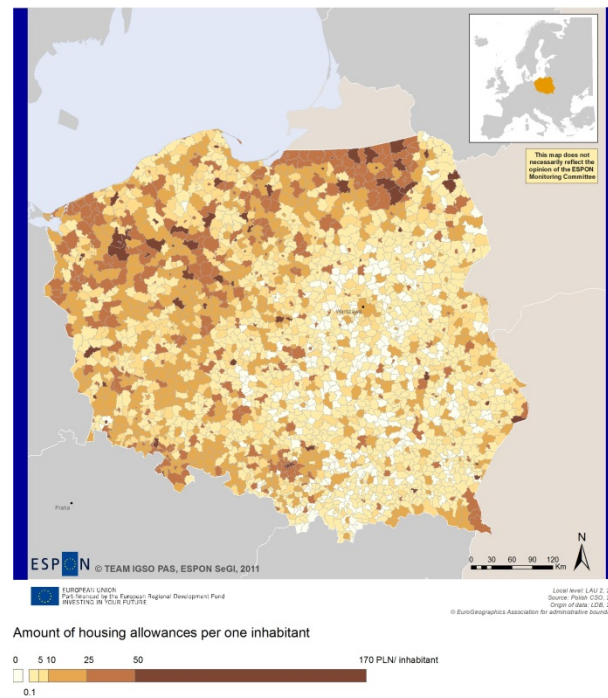 This map does not
necessarily reflect the
opinion of the ESPON
Monitoring Committee
Warszawa
Praha
N
0 30 60 90 120
Km
ESPON © TEAM IGSO PAS, ESPON SeGI, 2011
EUROPEAN UNION
Part-financed by the European Regional Development Fund
INVESTING IN YOUR FUTURE
Local level: LAU 2,
Source: Polish CSO,
Origin of data: LDB,
© EuroGeographics Association for administrative
Amount of housing allowances per one inhabitant
0 5 10 25 50 170 PLN/ inhabitant
0.1